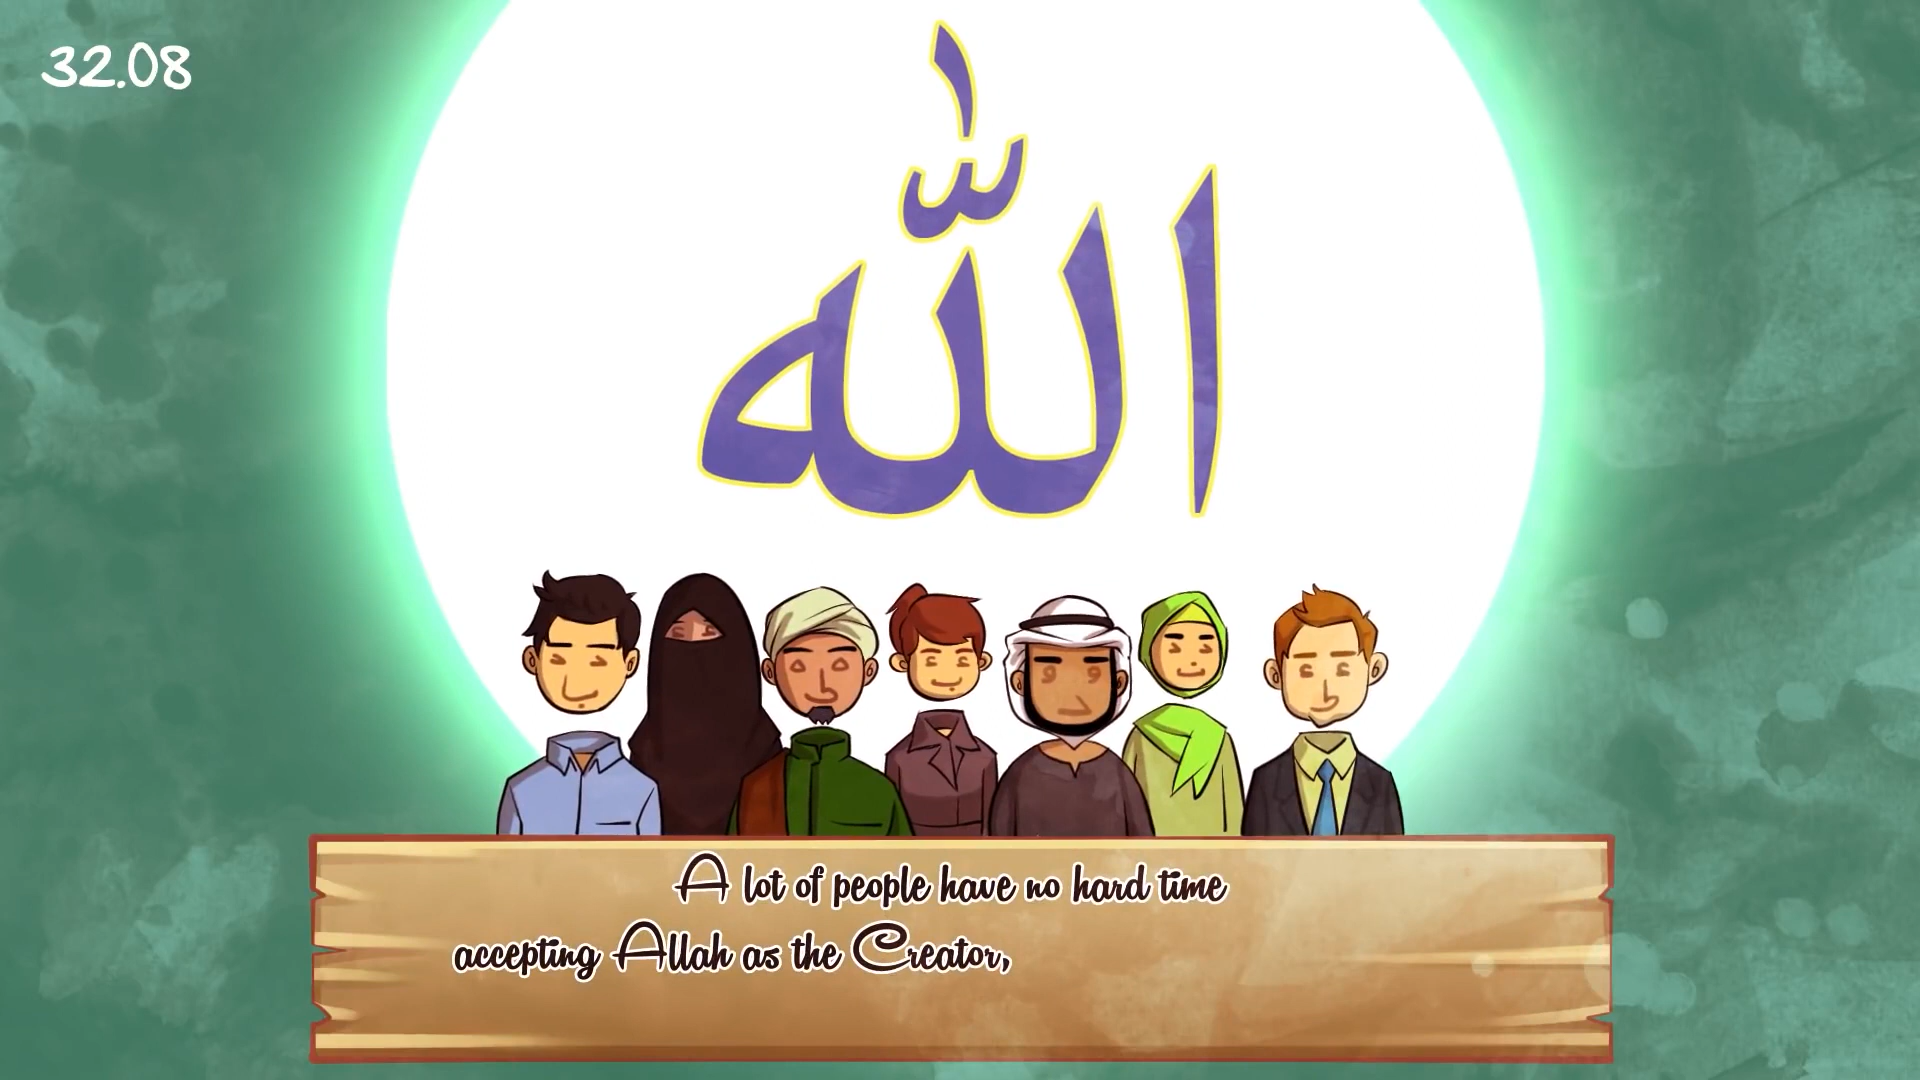 32.08
الله
A lot of people have no hard time
accepting Allah as the Creator,